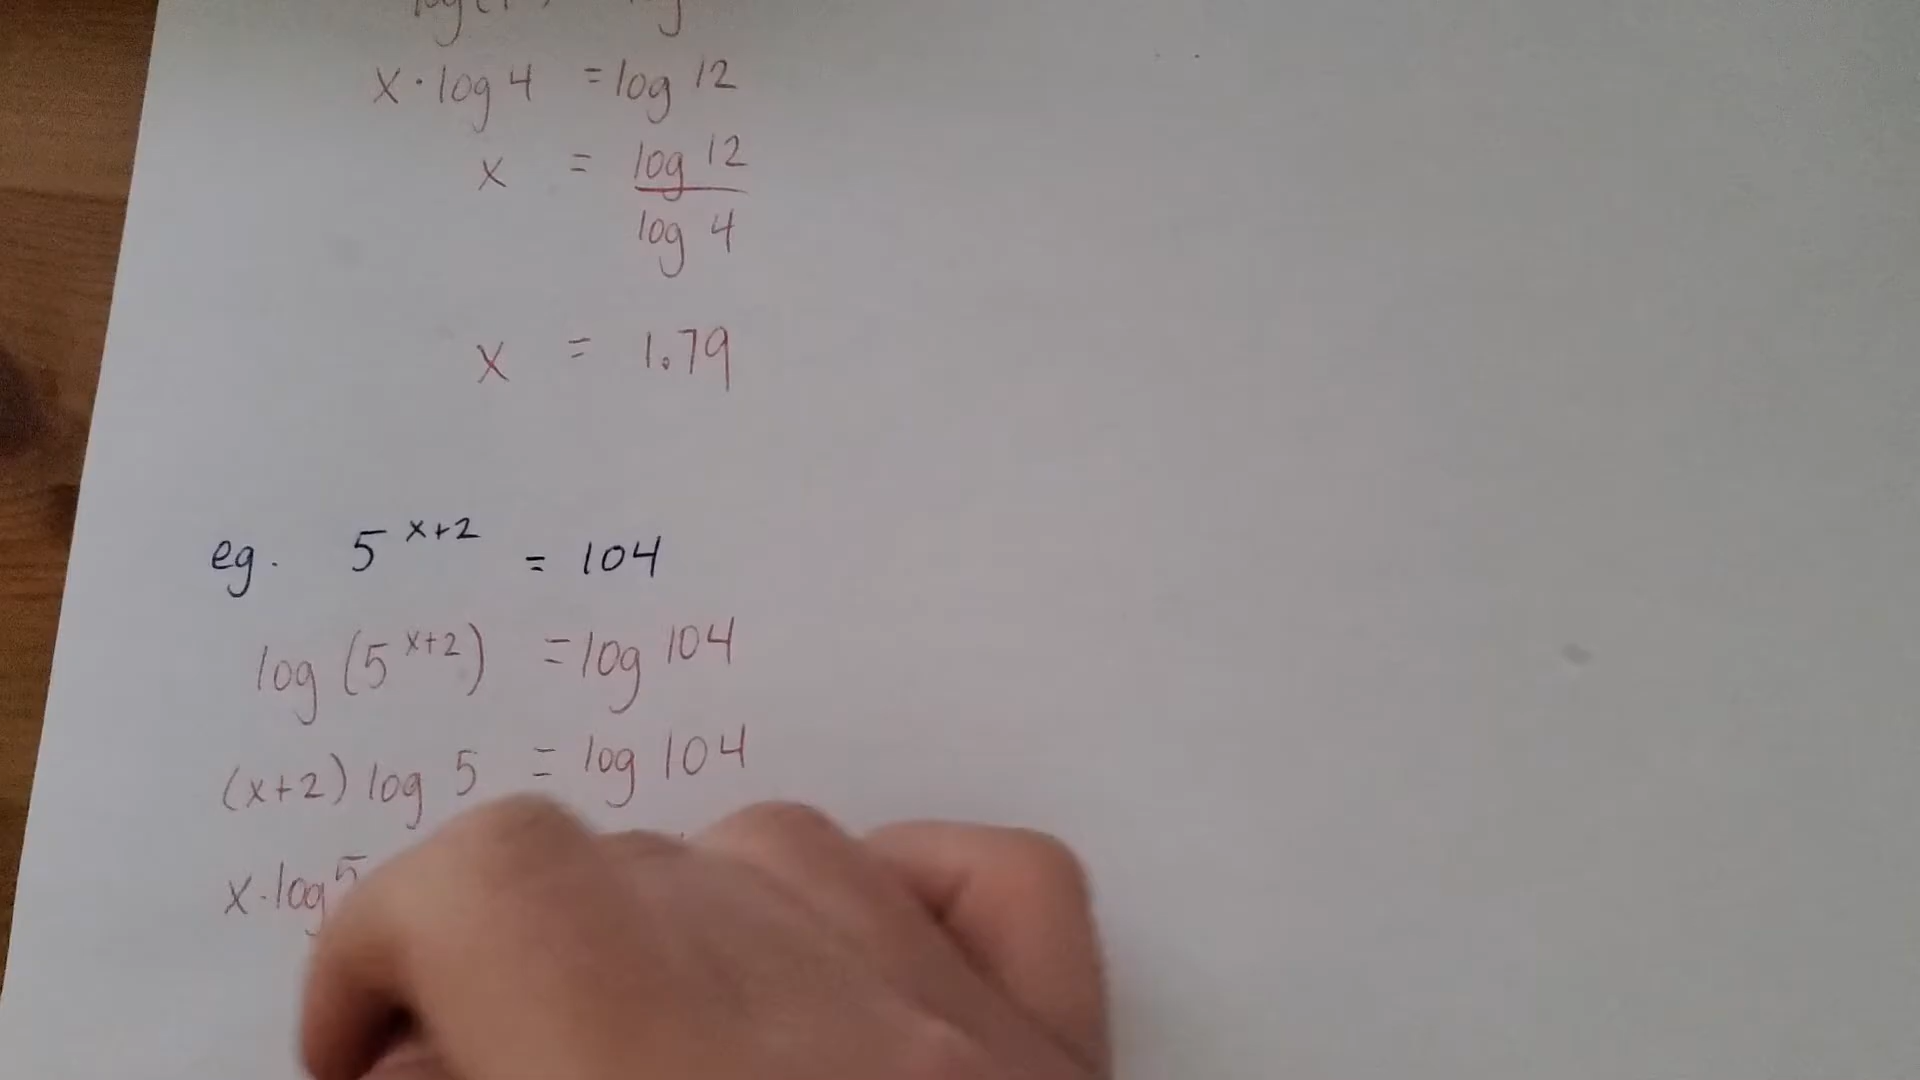 x · log 4 = log 12
x = log 12
log 4
x = 1.79
eg. 5^x+2 = 104
log (5^x+2) = log 104
(x+2) log 5 = log 104
x · log 5